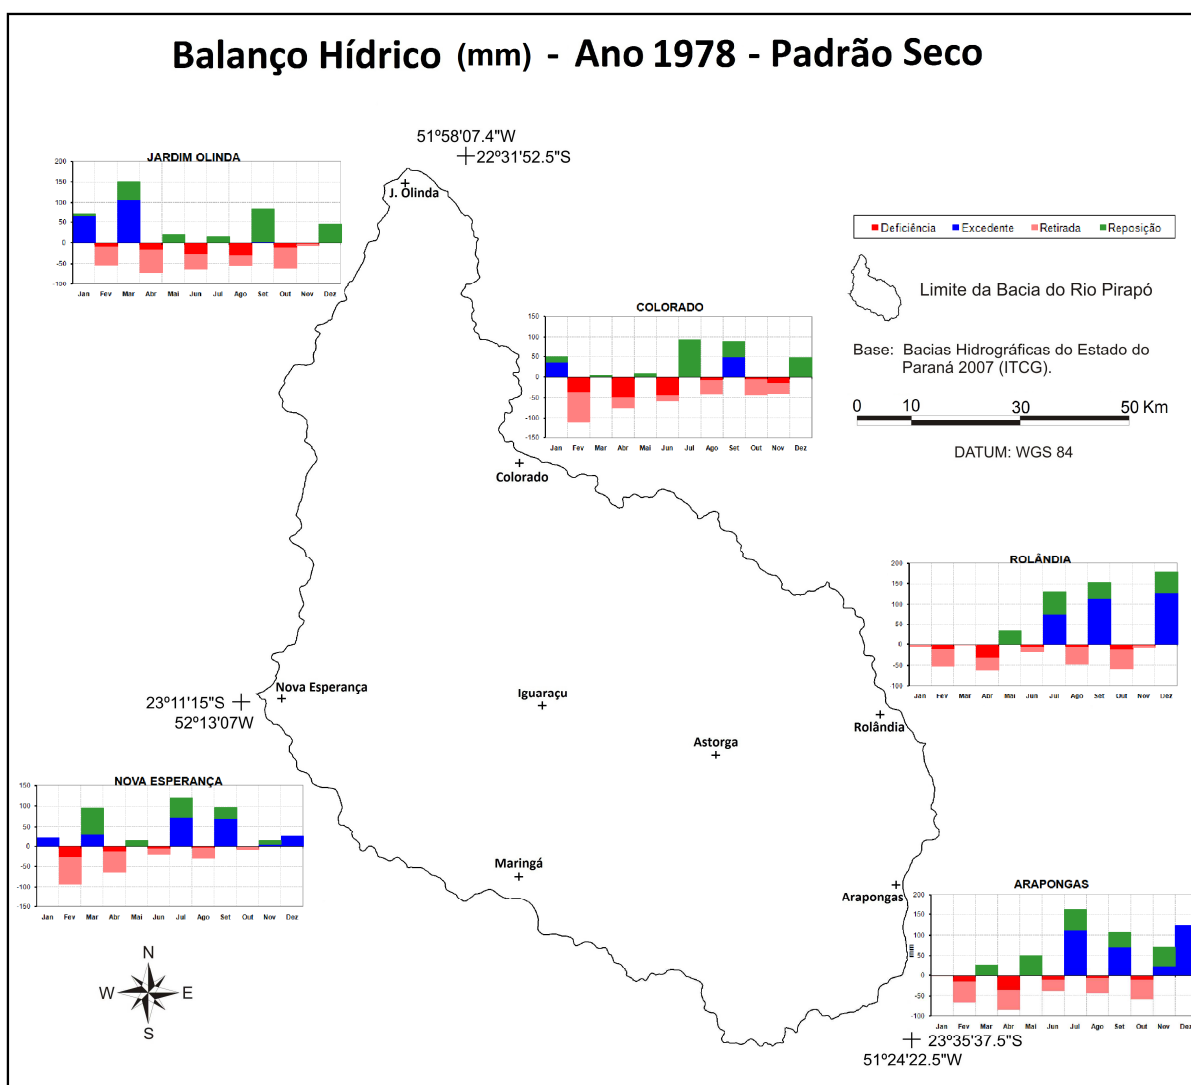 Balanço Hídrico (mm) - Ano 1978 - Padrão Seco
51º58'07.4"W
22º31'52.5"S
JARDIM OLINDA
200
150
100
50
0
-50
-100
Jan Fev Mar Abr Mai Jun Jul Ago Set Out Nov Dez
J. Olinda
Deficiência Excedente Retirada Reposição
Limite da Bacia do Rio Pirapó
Base: Bacias Hidrográficas do Estado do
Paraná 2007 (ITCG).
0 10 30 50 Km
DATUM: WGS 84
COLORADO
150
100
50
0
-50
-100
-150
Jan Fev Mar Abr Mai Jun Jul Ago Set Out Nov Dez
Colorado
ROLÂNDIA
200
150
100
50
0
50
100
Jan Fev Mar Abr Mai Jun Jul Ago Set Out Nov Dez
23º11'15"S
52º13'07W
Nova Esperança
Iguaraçu
Rolândia
Astorga
NOVA ESPERANÇA
150
100
50
0
-50
-100
-150
Jan Fev Mar Abr Mai Jun Jul Ago Set Out Nov Dez
Maringá
Arapongas
ARAPONGAS
200
150
100
50
0
-50
-100
mm
Jan Fev Mar Abr Mai Jun Jul Ago Set Out Nov Dez
N
W E
S
23º35'37.5"S
51º24'22.5"W